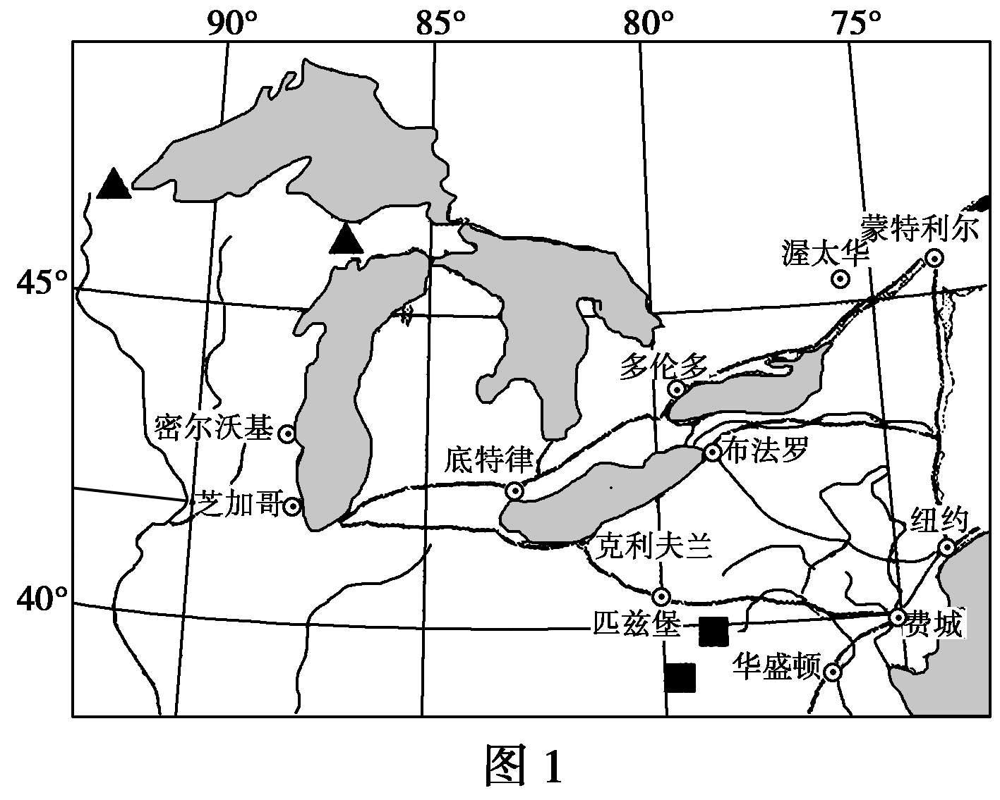 90° 85° 80° 75°
蒙特利尔
渥太华
45°
多伦多
密尔沃基
底特律
布法罗
芝加哥
纽约
克利夫兰
40°
匹兹堡
费城
华盛顿
图 1